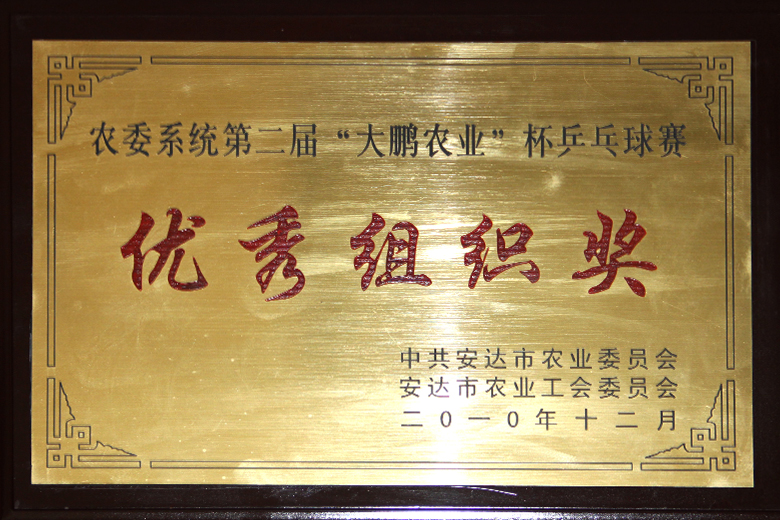 农委系统第二届“大鹏农业”杯乒乓球赛
优秀组织奖
中共安达市农业委员会
安达市农业工会委员会
二0一0年十二月